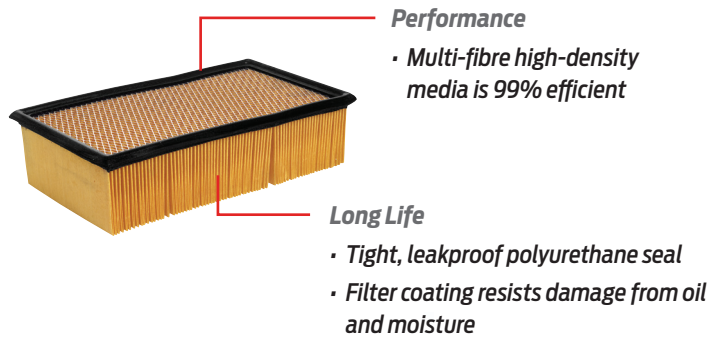 Performance
· Multi-fibre high-density
media is 99% efficient
Long Life
· Tight, leakproof polyurethane seal
· Filter coating resists damage from oil
and moisture